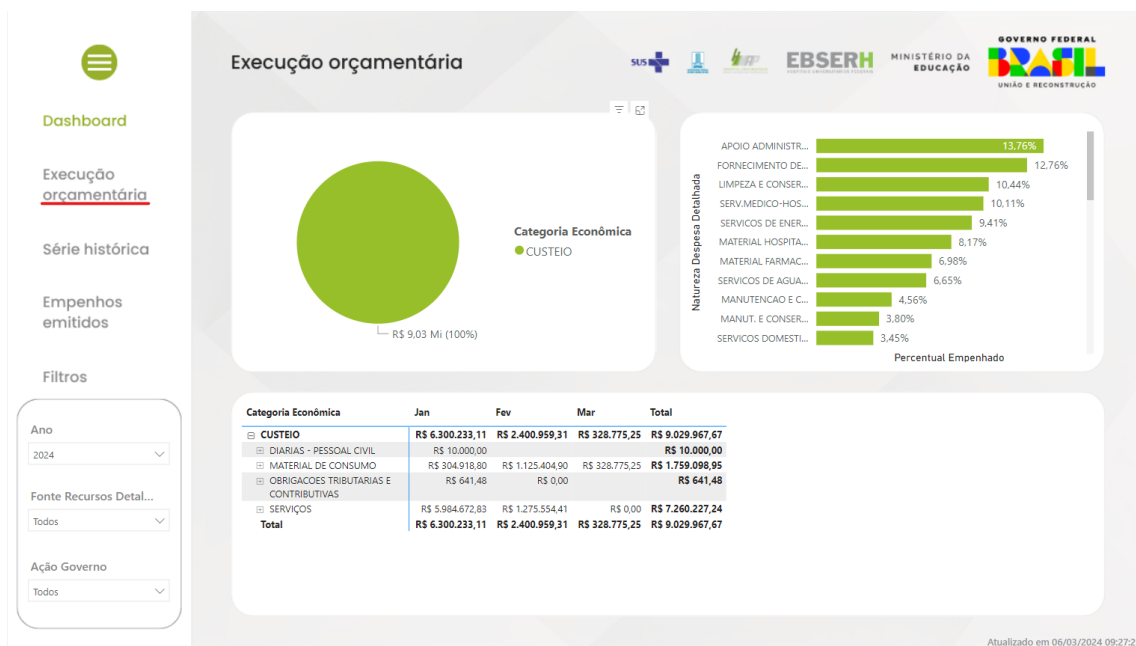 Execução orçamentária
SUS
EBSERH
HOSPITAIS UNIVERSITÁRIOS FEDERAIS
MINISTÉRIO DA
EDUCAÇÃO
GOVERNO FEDERAL
BRASIL
UNIÃO E RECONSTRUÇÃO
Dashboard
Execução
orçamentária
Série histórica
Empenhos
emitidos
Filtros
Ano
2024
Fonte Recursos Detal...
Todos
Ação Governo
Todos
Categoria Econômica
CUSTEIO
R$ 9,03 Mi (100%)
Natureza Despesa Detalhada
APOIO ADMINISTR... 13,76%
FORNECIMENTO DE... 12,76%
LIMPEZA E CONSER... 10,44%
SERV.MEDICO-HOS... 10,11%
SERVICOS DE ENER... 9,41%
MATERIAL HOSPITA... 8,17%
MATERIAL FARMAC... 6,98%
SERVICOS DE AGUA... 6,65%
MANUTENCAO E C... 4,56%
MANUT. E CONSER... 3,80%
SERVICOS DOMESTI... 3,45%
Percentual Empenhado
Categoria Econômica Jan Fev Mar Total
CUSTEIO R$ 6.300.233,11 R$ 2.400.959,31 R$ 328.775,25 R$ 9.029.967,67
DIARIAS - PESSOAL CIVIL R$ 10.000,00 R$ 10.000,00
MATERIAL DE CONSUMO R$ 304.918,80 R$ 1.125.404,90 R$ 328.775,25 R$ 1.759.098,95
OBRIGACOES TRIBUTARIAS E R$ 641,48 R$ 0,00 R$ 641,48
CONTRIBUTIVAS
SERVIÇOS R$ 5.984.672,83 R$ 1.275.554,41 R$ 0,00 R$ 7.260.227,24
Total R$ 6.300.233,11 R$ 2.400.959,31 R$ 328.775,25 R$ 9.029.967,67
Atualizado em 06/03/2024 09:27:2